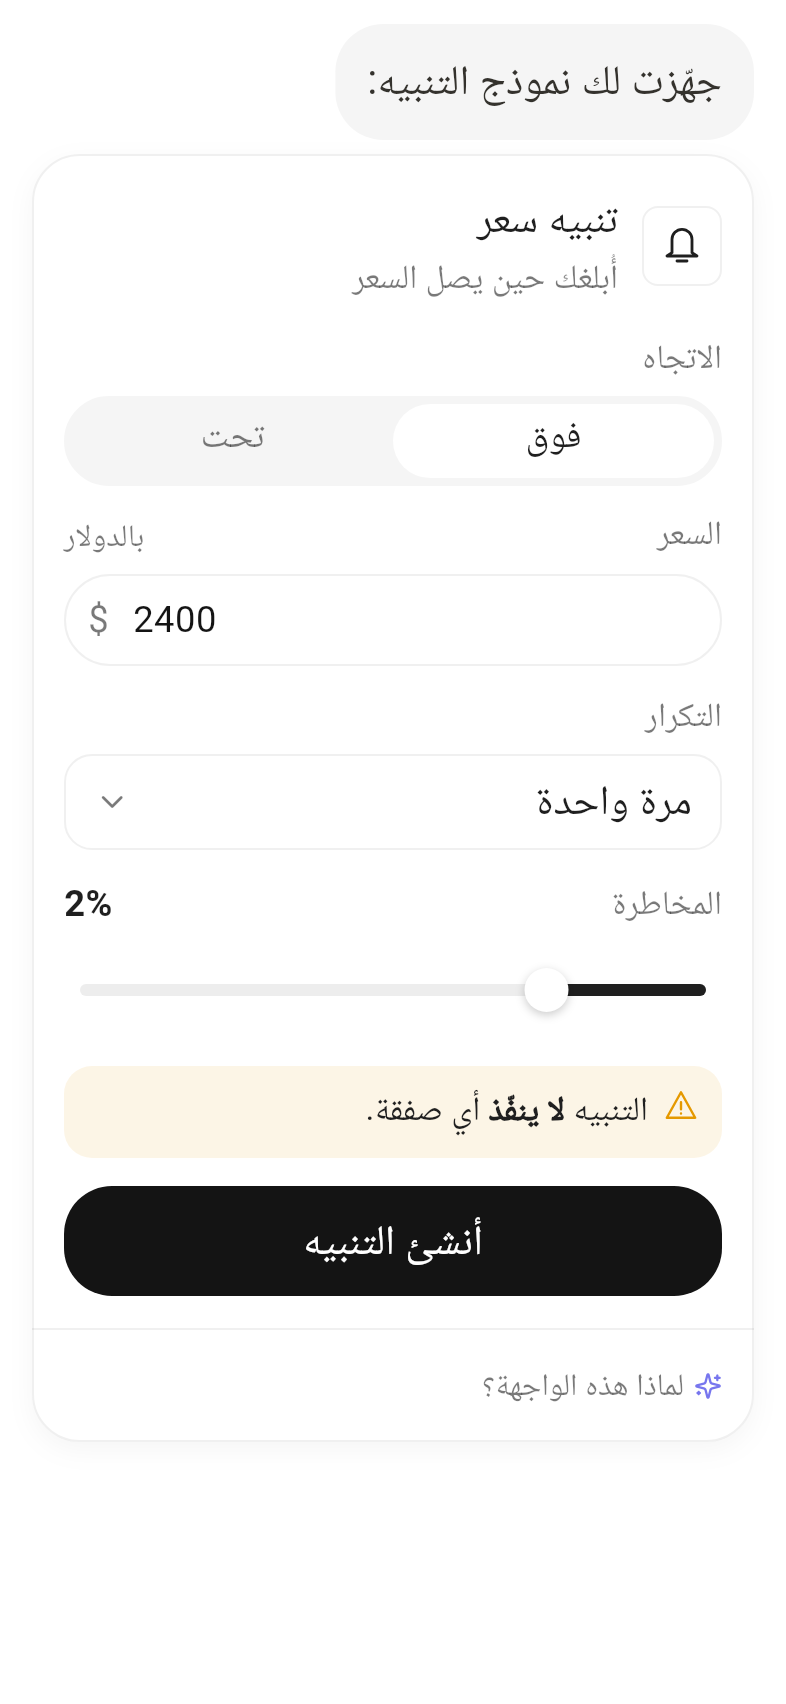 جهّزت لك نموذج التنبيه:
تنبيه سعر
أُبلغك حين يصل السعر
الاتجاه
فوق
تحت
السعر
بالدولار
$ 2400
التكرار
مرة واحدة
المخاطرة
2%
التنبيه لا ينفّذ أي صفقة.
أنشئ التنبيه
لماذا هذه الواجهة؟